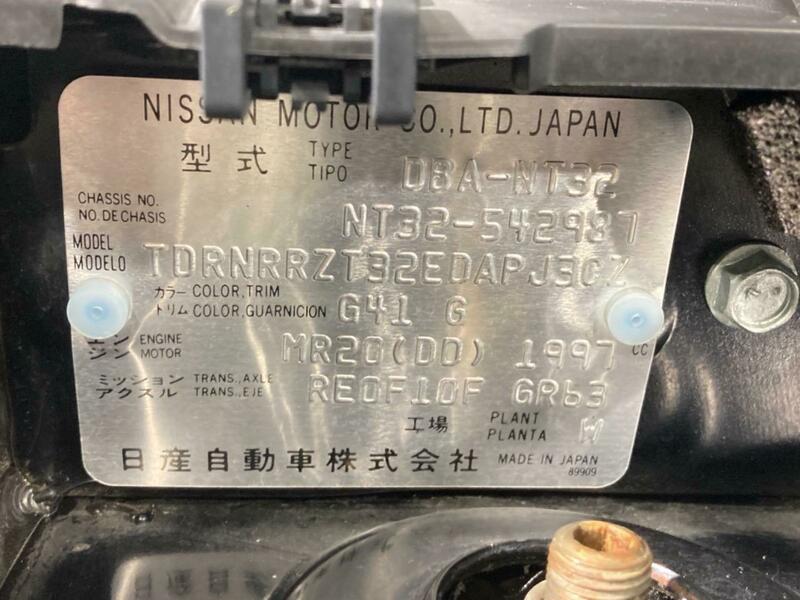 NISSAN MOTOR CO.,LTD. JAPAN
型式 TYPE TIPO DBA-NT32
CHASSIS NO. NO. DE CHASIS NT32-542987
MODEL MODELO TDRNRRZT32EDAPJ3CZ
カラー COLOR, TRIM トリム COLOR, GUARNICION G41 G
エンジン ENGINE MOTOR MR20(DD) 1997 CC
ミッション TRANS., AXLE アクスル TRANS., EJE RE0F10F GR63
工場 PLANT PLANTA W
日産自動車株式会社 MADE IN JAPAN
89909